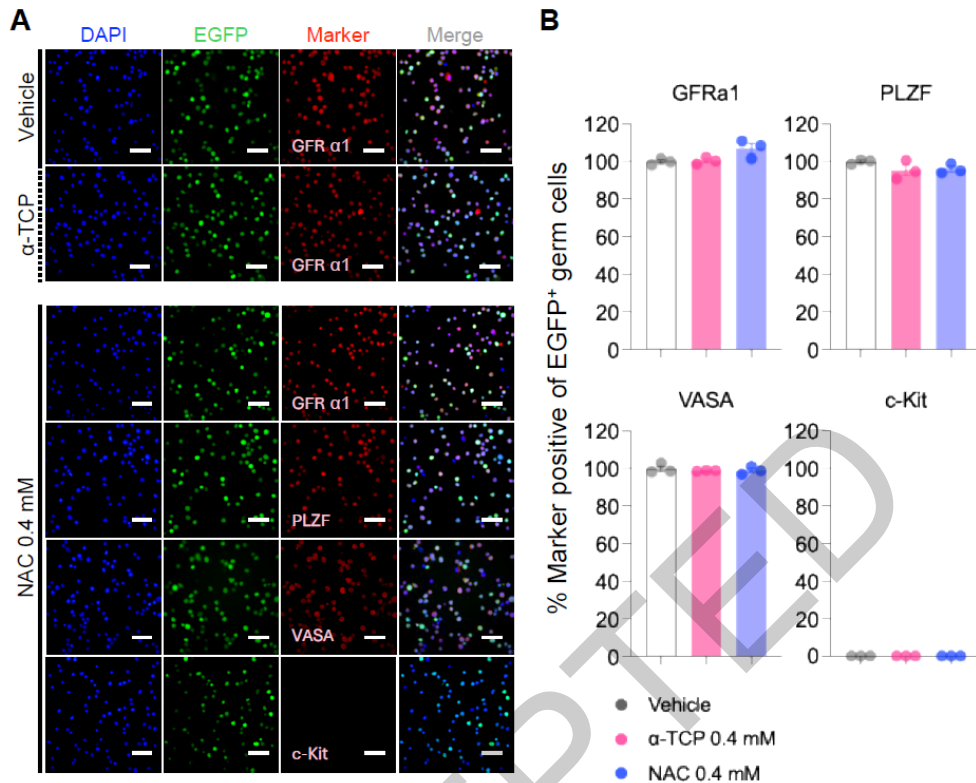 A
DAPI EGFP Marker Merge
Vehicle
GFR α1
α-TCP
GFR α1
NAC 0.4 mM
GFR α1
PLZF
VASA
c-Kit
B
% Marker positive of EGFP⁺ germ cells
GFRa1 PLZF
120 120
100 100
80 80
60 60
40 40
20 20
0 0
VASA c-Kit
120 120
100 100
80 80
60 60
40 40
20 20
0 0
Vehicle
α-TCP 0.4 mM
NAC 0.4 mM